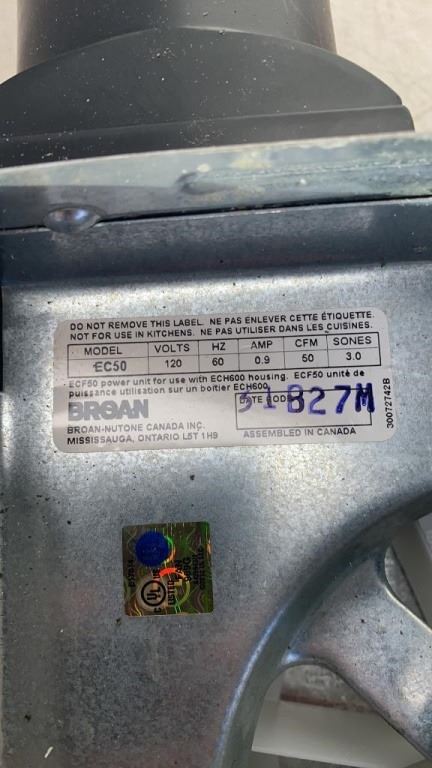 DO NOT REMOVE THIS LABEL. NE PAS ENLEVER CETTE ÉTIQUETTE.
NOT FOR USE IN KITCHENS. NE PAS UTILISER DANS LES CUISINES.
MODEL VOLTS HZ AMP CFM SONES
EC50 120 60 0.9 50 3.0
ECF50 power unit for use with ECH600 housing. ECF50 unité de
puissance utilisation sur un boîtier ECH600.
BROAN
DATE CODE
31B27M
BROAN-NUTONE CANADA INC.
MISSISSAUGA, ONTARIO L5T 1H9
ASSEMBLED IN CANADA
30072742B
C UL
LISTED